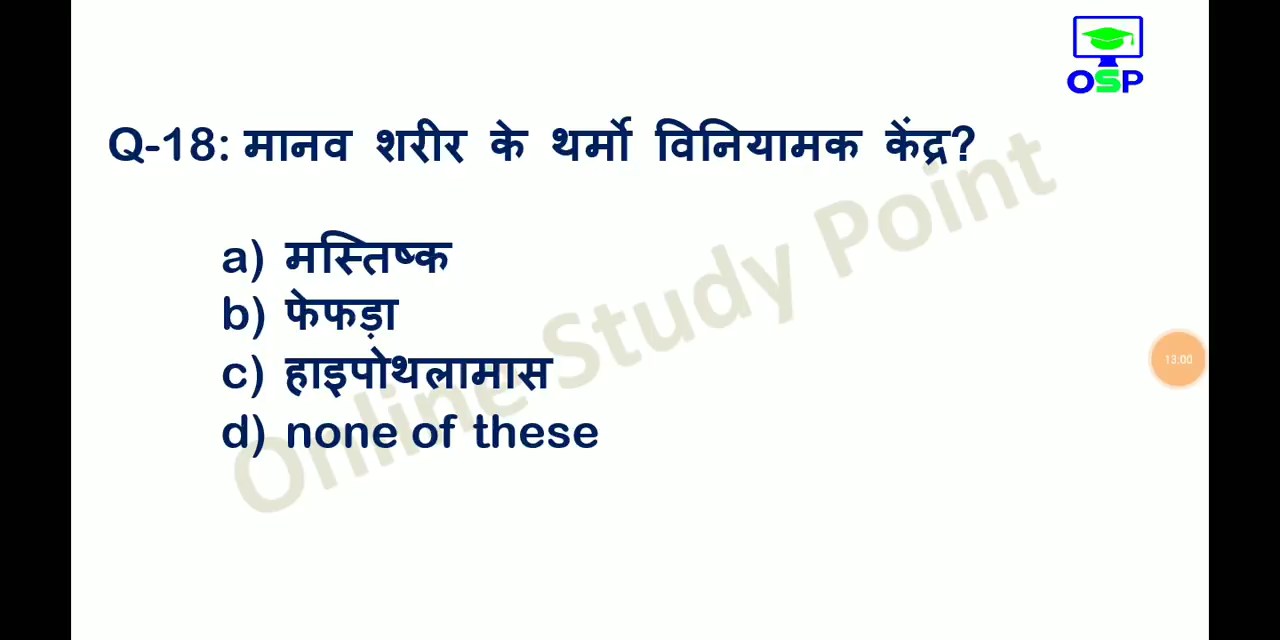 OSP
Q-18: मानव शरीर के थर्मो विनियामक केंद्र?
a) मस्तिष्क
b) फेफड़ा
c) हाइपोथलामास
d) none of these
Online Study Point
13:00